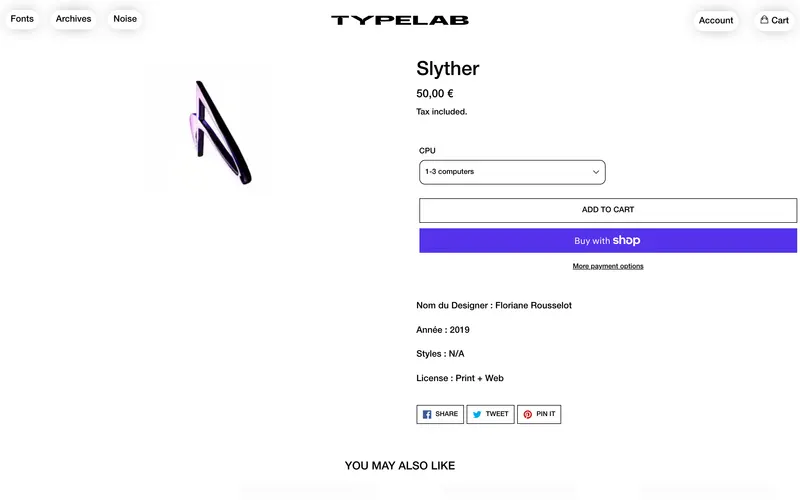 Fonts
Archives
Noise
TYPELAB
Account
Cart
Slyther
50,00 €
Tax included.
CPU
1-3 computers
ADD TO CART
Buy with shop
More payment options
Nom du Designer : Floriane Rousselot
Année : 2019
Styles : N/A
License : Print + Web
SHARE
TWEET
PIN IT
YOU MAY ALSO LIKE